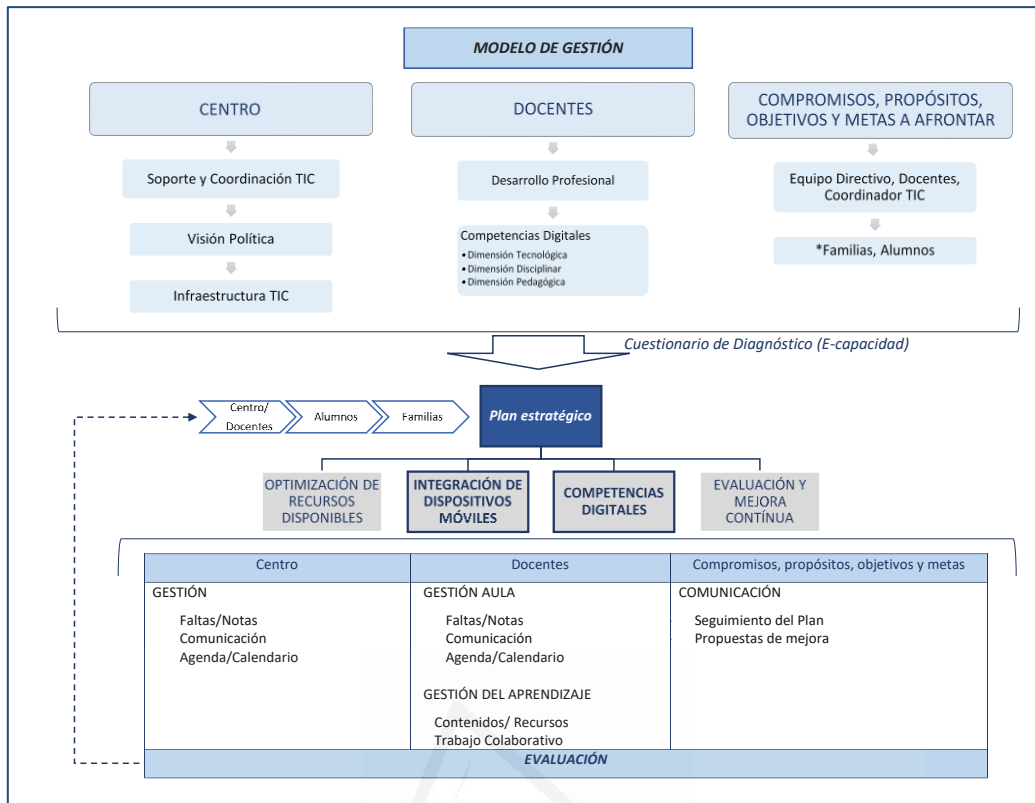 MODELO DE GESTIÓN
CENTRO
Soporte y Coordinación TIC
Visión Política
Infraestructura TIC
DOCENTES
Desarrollo Profesional
Competencias Digitales
• Dimensión Tecnológica
• Dimensión Disciplinar
• Dimensión Pedagógica
COMPROMISOS, PROPÓSITOS,
OBJETIVOS Y METAS A AFRONTAR
Equipo Directivo, Docentes,
Coordinador TIC
*Familias, Alumnos
Cuestionario de Diagnóstico (E-capacidad)
Centro/
Docentes
Alumnos
Familias
Plan estratégico
OPTIMIZACIÓN DE
RECURSOS
DISPONIBLES
INTEGRACIÓN DE
DISPOSITIVOS
MÓVILES
COMPETENCIAS
DIGITALES
EVALUACIÓN Y
MEJORA
CONTÍNUA
Centro
GESTIÓN
Faltas/Notas
Comunicación
Agenda/Calendario
Docentes
GESTIÓN AULA
Faltas/Notas
Comunicación
Agenda/Calendario
GESTIÓN DEL APRENDIZAJE
Contenidos/ Recursos
Trabajo Colaborativo
Compromisos, propósitos, objetivos y metas
COMUNICACIÓN
Seguimiento del Plan
Propuestas de mejora
EVALUACIÓN